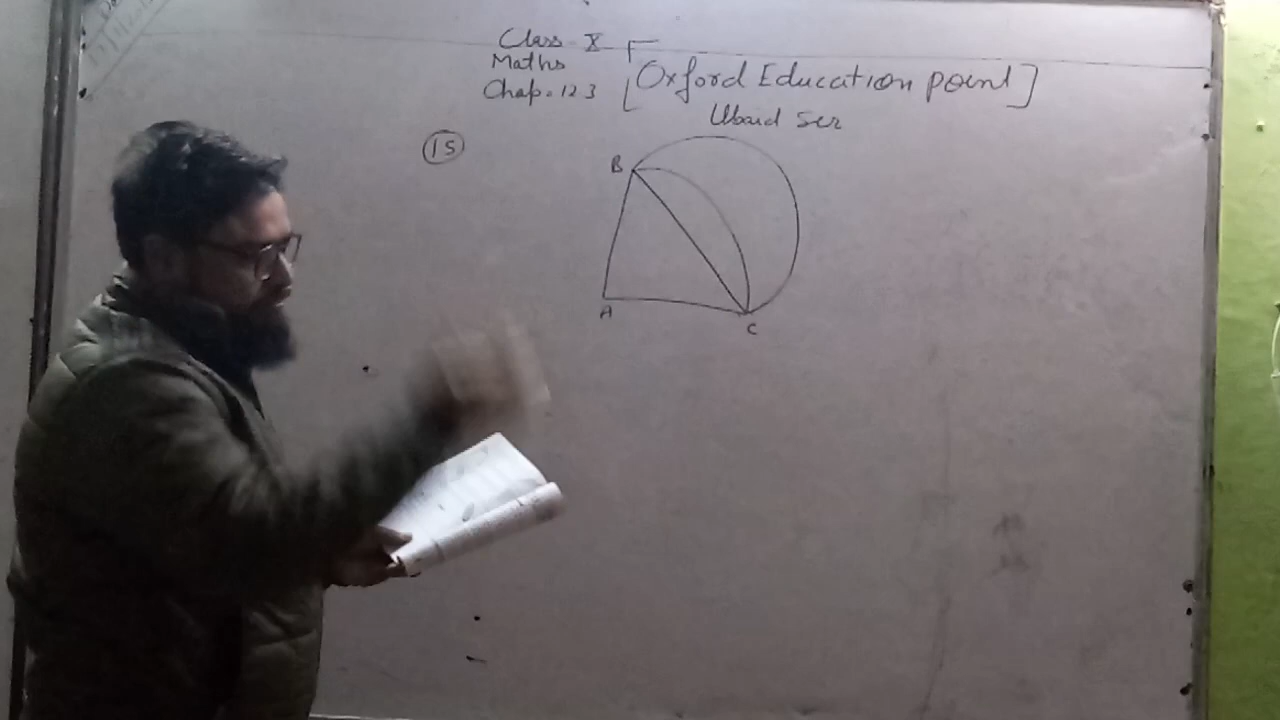 Class - X
Maths
Chap. 12.3
[Oxford Education point]
Ubaid Sir
15
B
A
C